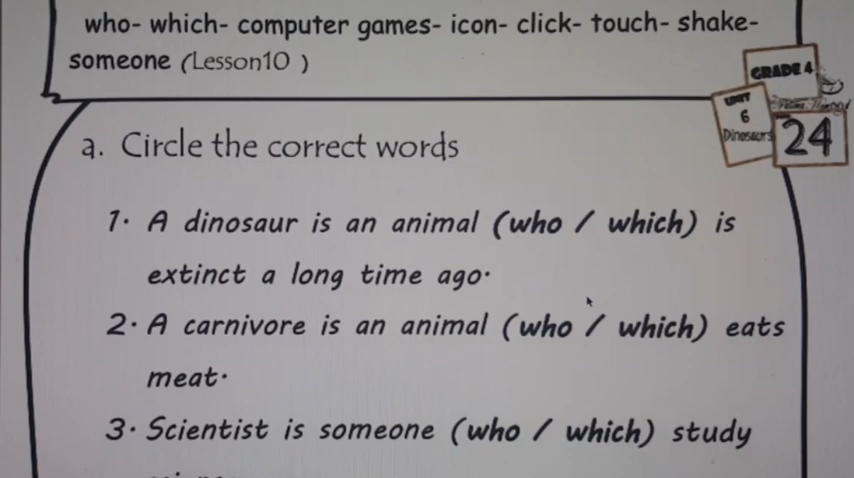 who- which- computer games- icon- click- touch- shake-
someone (Lesson10 )
GRADE 4
UNIT
6
Dinosaurs
24
a. Circle the correct words
1. A dinosaur is an animal (who / which) is
extinct a long time ago.
2. A carnivore is an animal (who / which) eats
meat.
3. Scientist is someone (who / which) study